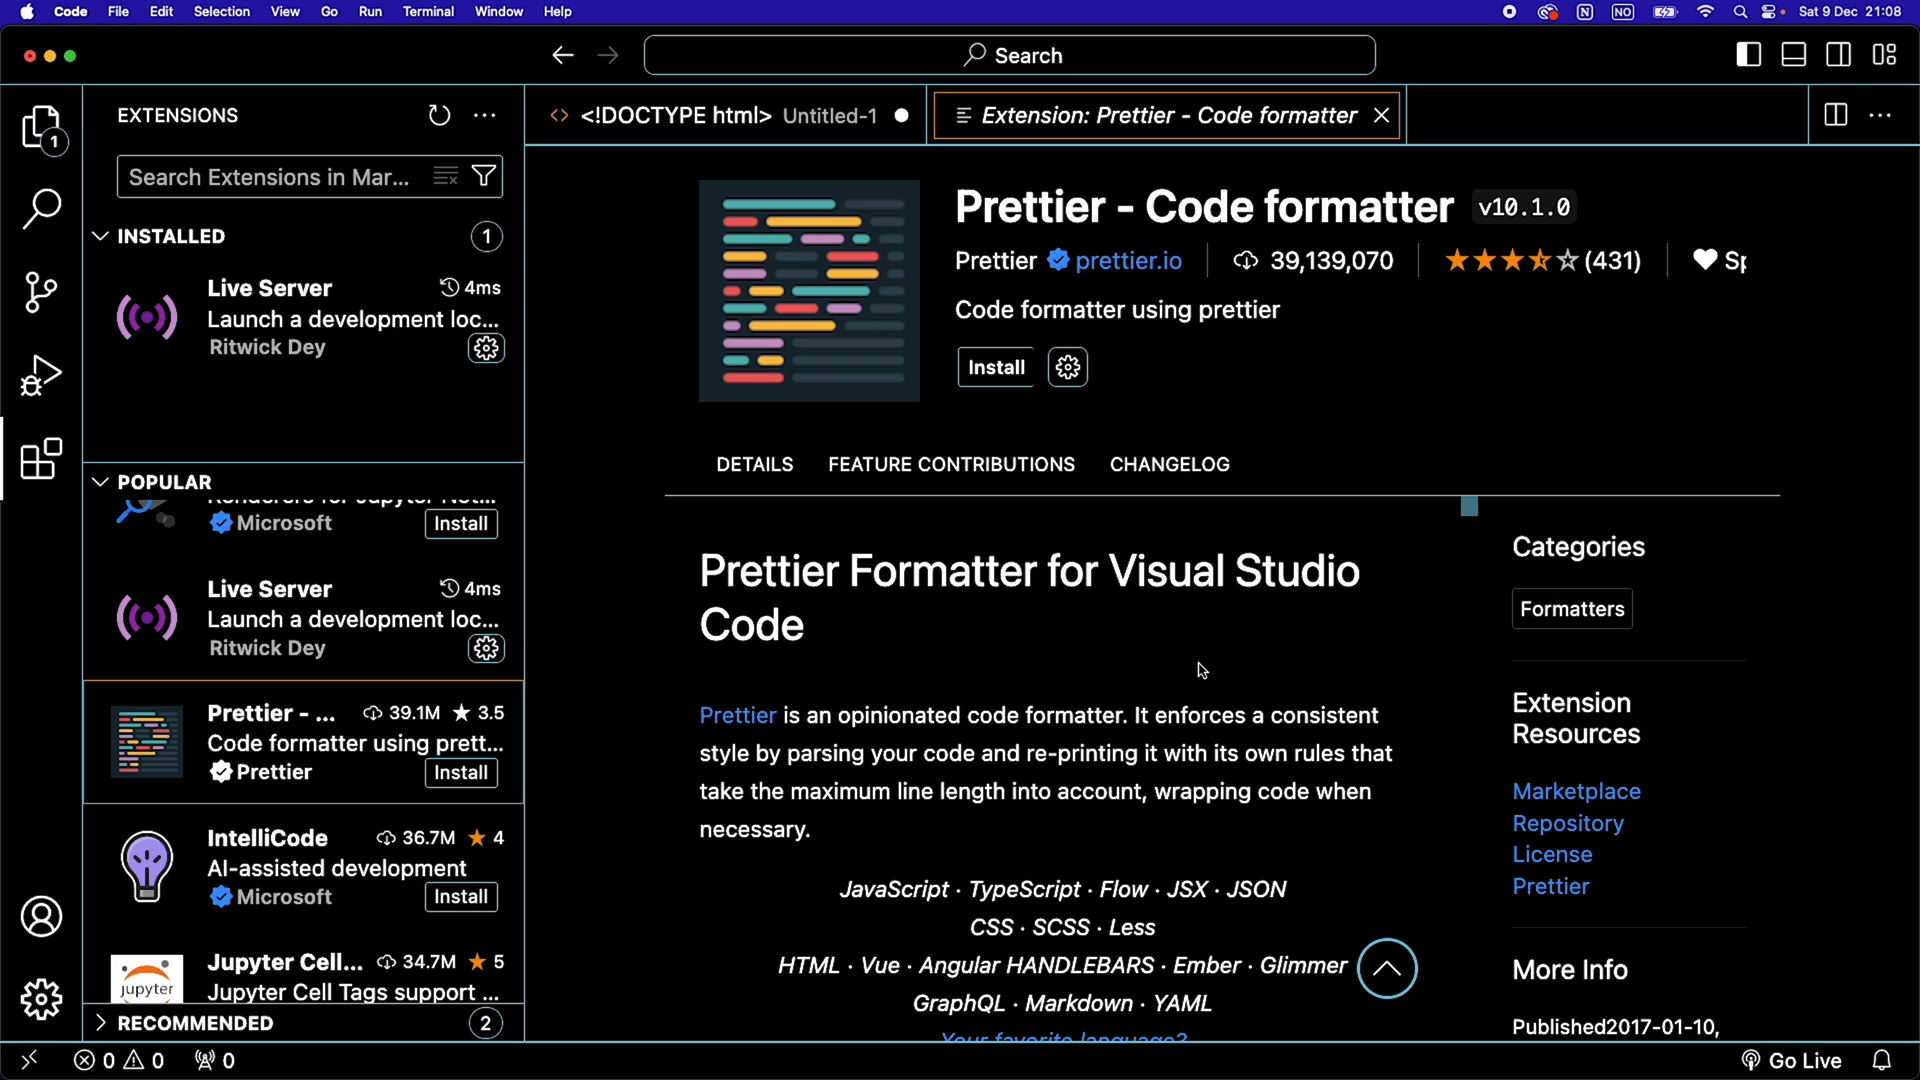 Code File Edit Selection View Go Run Terminal Window Help
NO Sat 9 Dec 21:08
Search
EXTENSIONS
<!DOCTYPE html> Untitled-1
Extension: Prettier - Code formatter
1
Search Extensions in Mar...
INSTALLED 1
Live Server 4ms
Launch a development loc...
Ritwick Dey
POPULAR
Microsoft Install
Live Server 4ms
Launch a development loc...
Ritwick Dey
Prettier - ... 39.1M ★ 3.5
Code formatter using prett...
Prettier Install
IntelliCode 36.7M ★ 4
AI-assisted development
Microsoft Install
Jupyter Cell... 34.7M ★ 5
jupyter
Jupyter Cell Tags support ...
RECOMMENDED 2
Prettier - Code formatter v10.1.0
Prettier prettier.io 39,139,070 (431)
Code formatter using prettier
Install
DETAILS FEATURE CONTRIBUTIONS CHANGELOG
Prettier Formatter for Visual Studio
Code
Prettier is an opinionated code formatter. It enforces a consistent
style by parsing your code and re-printing it with its own rules that
take the maximum line length into account, wrapping code when
necessary.
JavaScript · TypeScript · Flow · JSX · JSON
CSS · SCSS · Less
HTML · Vue · Angular HANDLEBARS · Ember · Glimmer
GraphQL · Markdown · YAML
Your favorite language?
Categories
Formatters
Extension
Resources
Marketplace
Repository
License
Prettier
More Info
Published2017-01-10,
0 0 0
Go Live